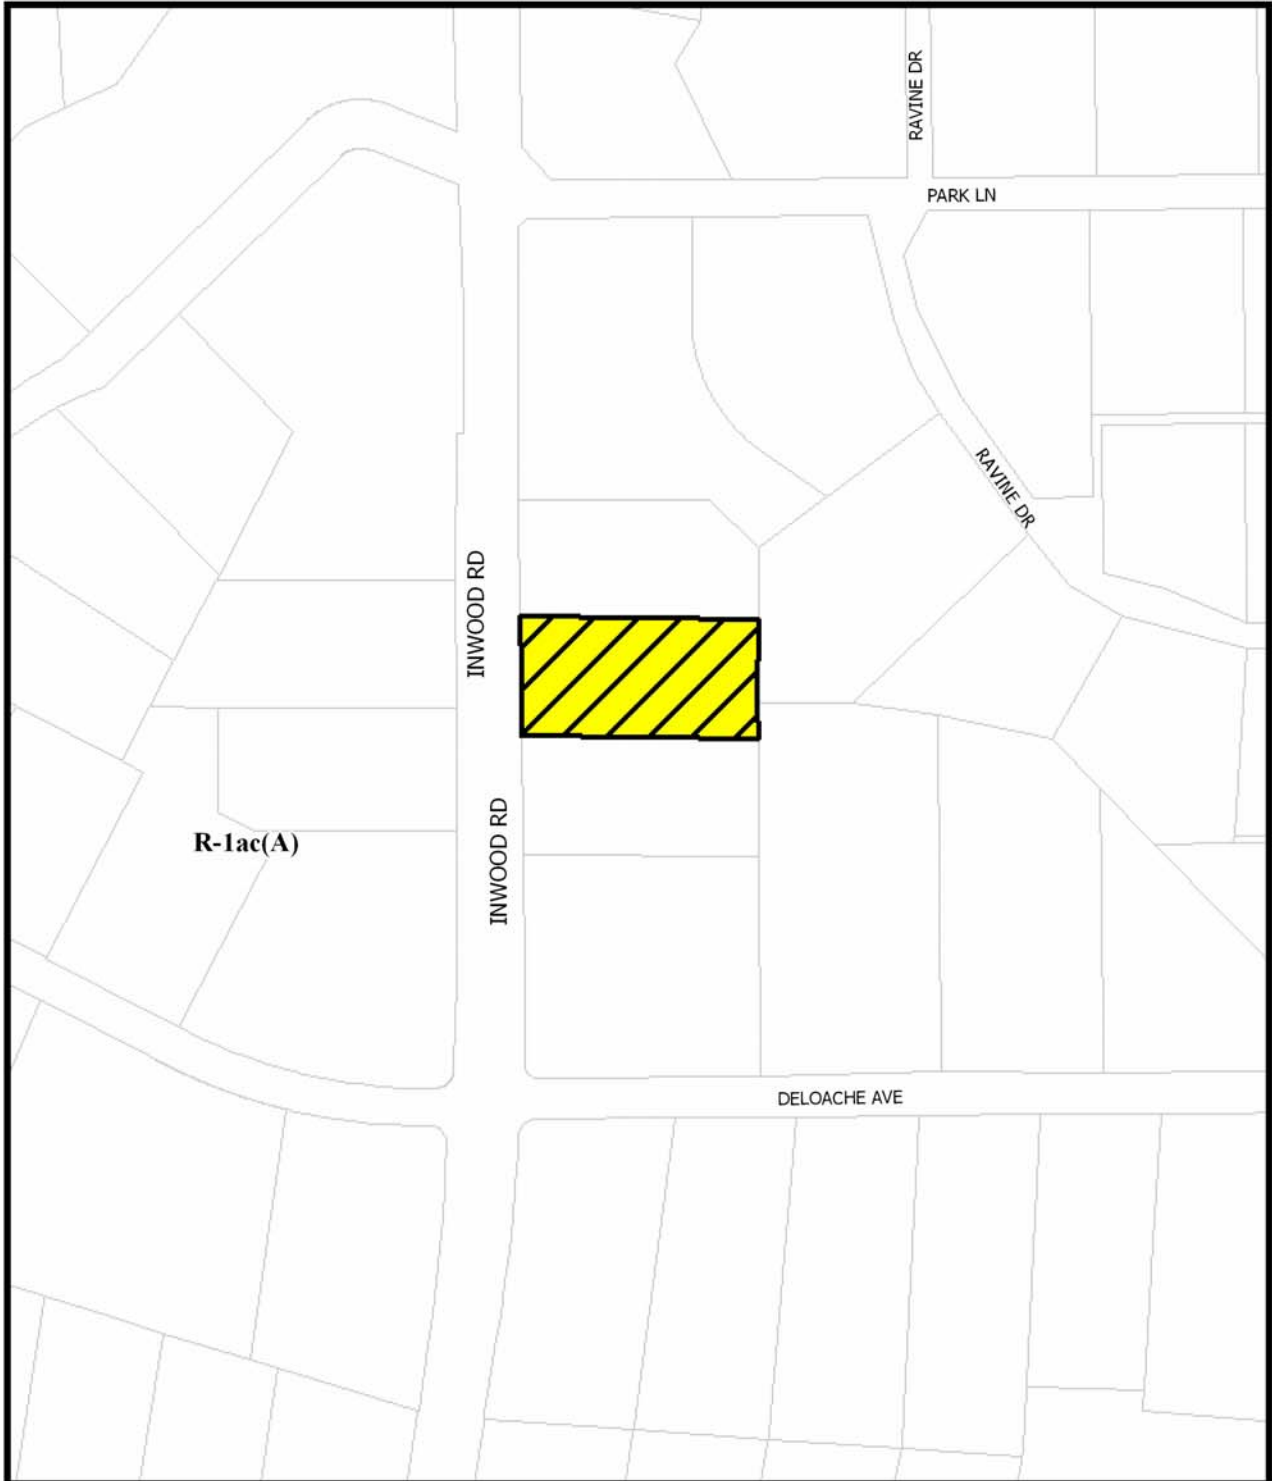 RAVINE DR
PARK LN
RAVINE DR
INWOOD RD
INWOOD RD
R-1ac(A)
DELOACHE AVE